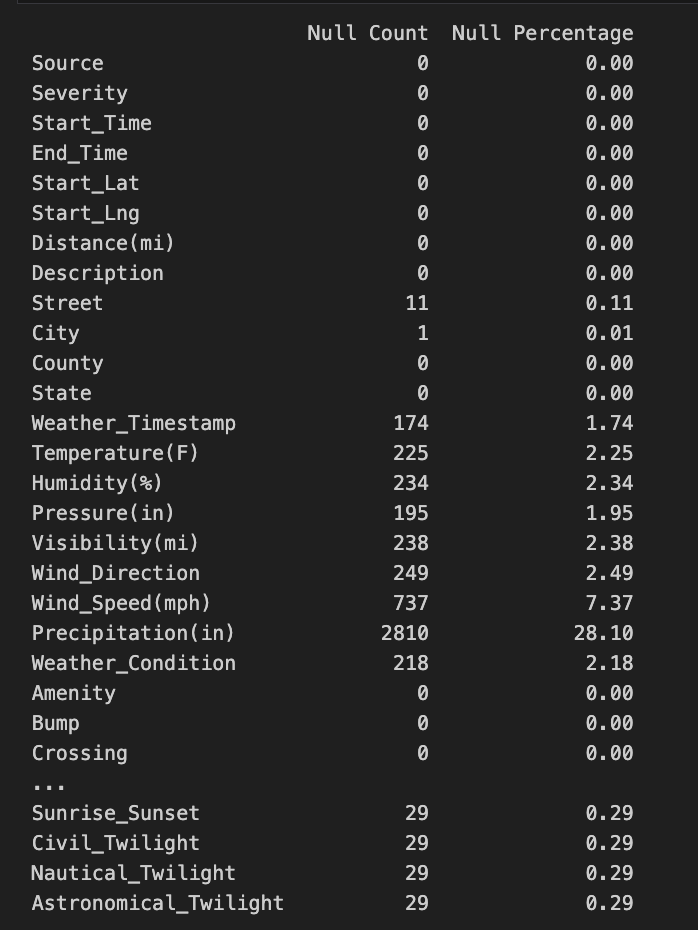 Null Count Null Percentage
Source 0 0.00
Severity 0 0.00
Start_Time 0 0.00
End_Time 0 0.00
Start_Lat 0 0.00
Start_Lng 0 0.00
Distance(mi) 0 0.00
Description 0 0.00
Street 11 0.11
City 1 0.01
County 0 0.00
State 0 0.00
Weather_Timestamp 174 1.74
Temperature(F) 225 2.25
Humidity(%) 234 2.34
Pressure(in) 195 1.95
Visibility(mi) 238 2.38
Wind_Direction 249 2.49
Wind_Speed(mph) 737 7.37
Precipitation(in) 2810 28.10
Weather_Condition 218 2.18
Amenity 0 0.00
Bump 0 0.00
Crossing 0 0.00
...
Sunrise_Sunset 29 0.29
Civil_Twilight 29 0.29
Nautical_Twilight 29 0.29
Astronomical_Twilight 29 0.29